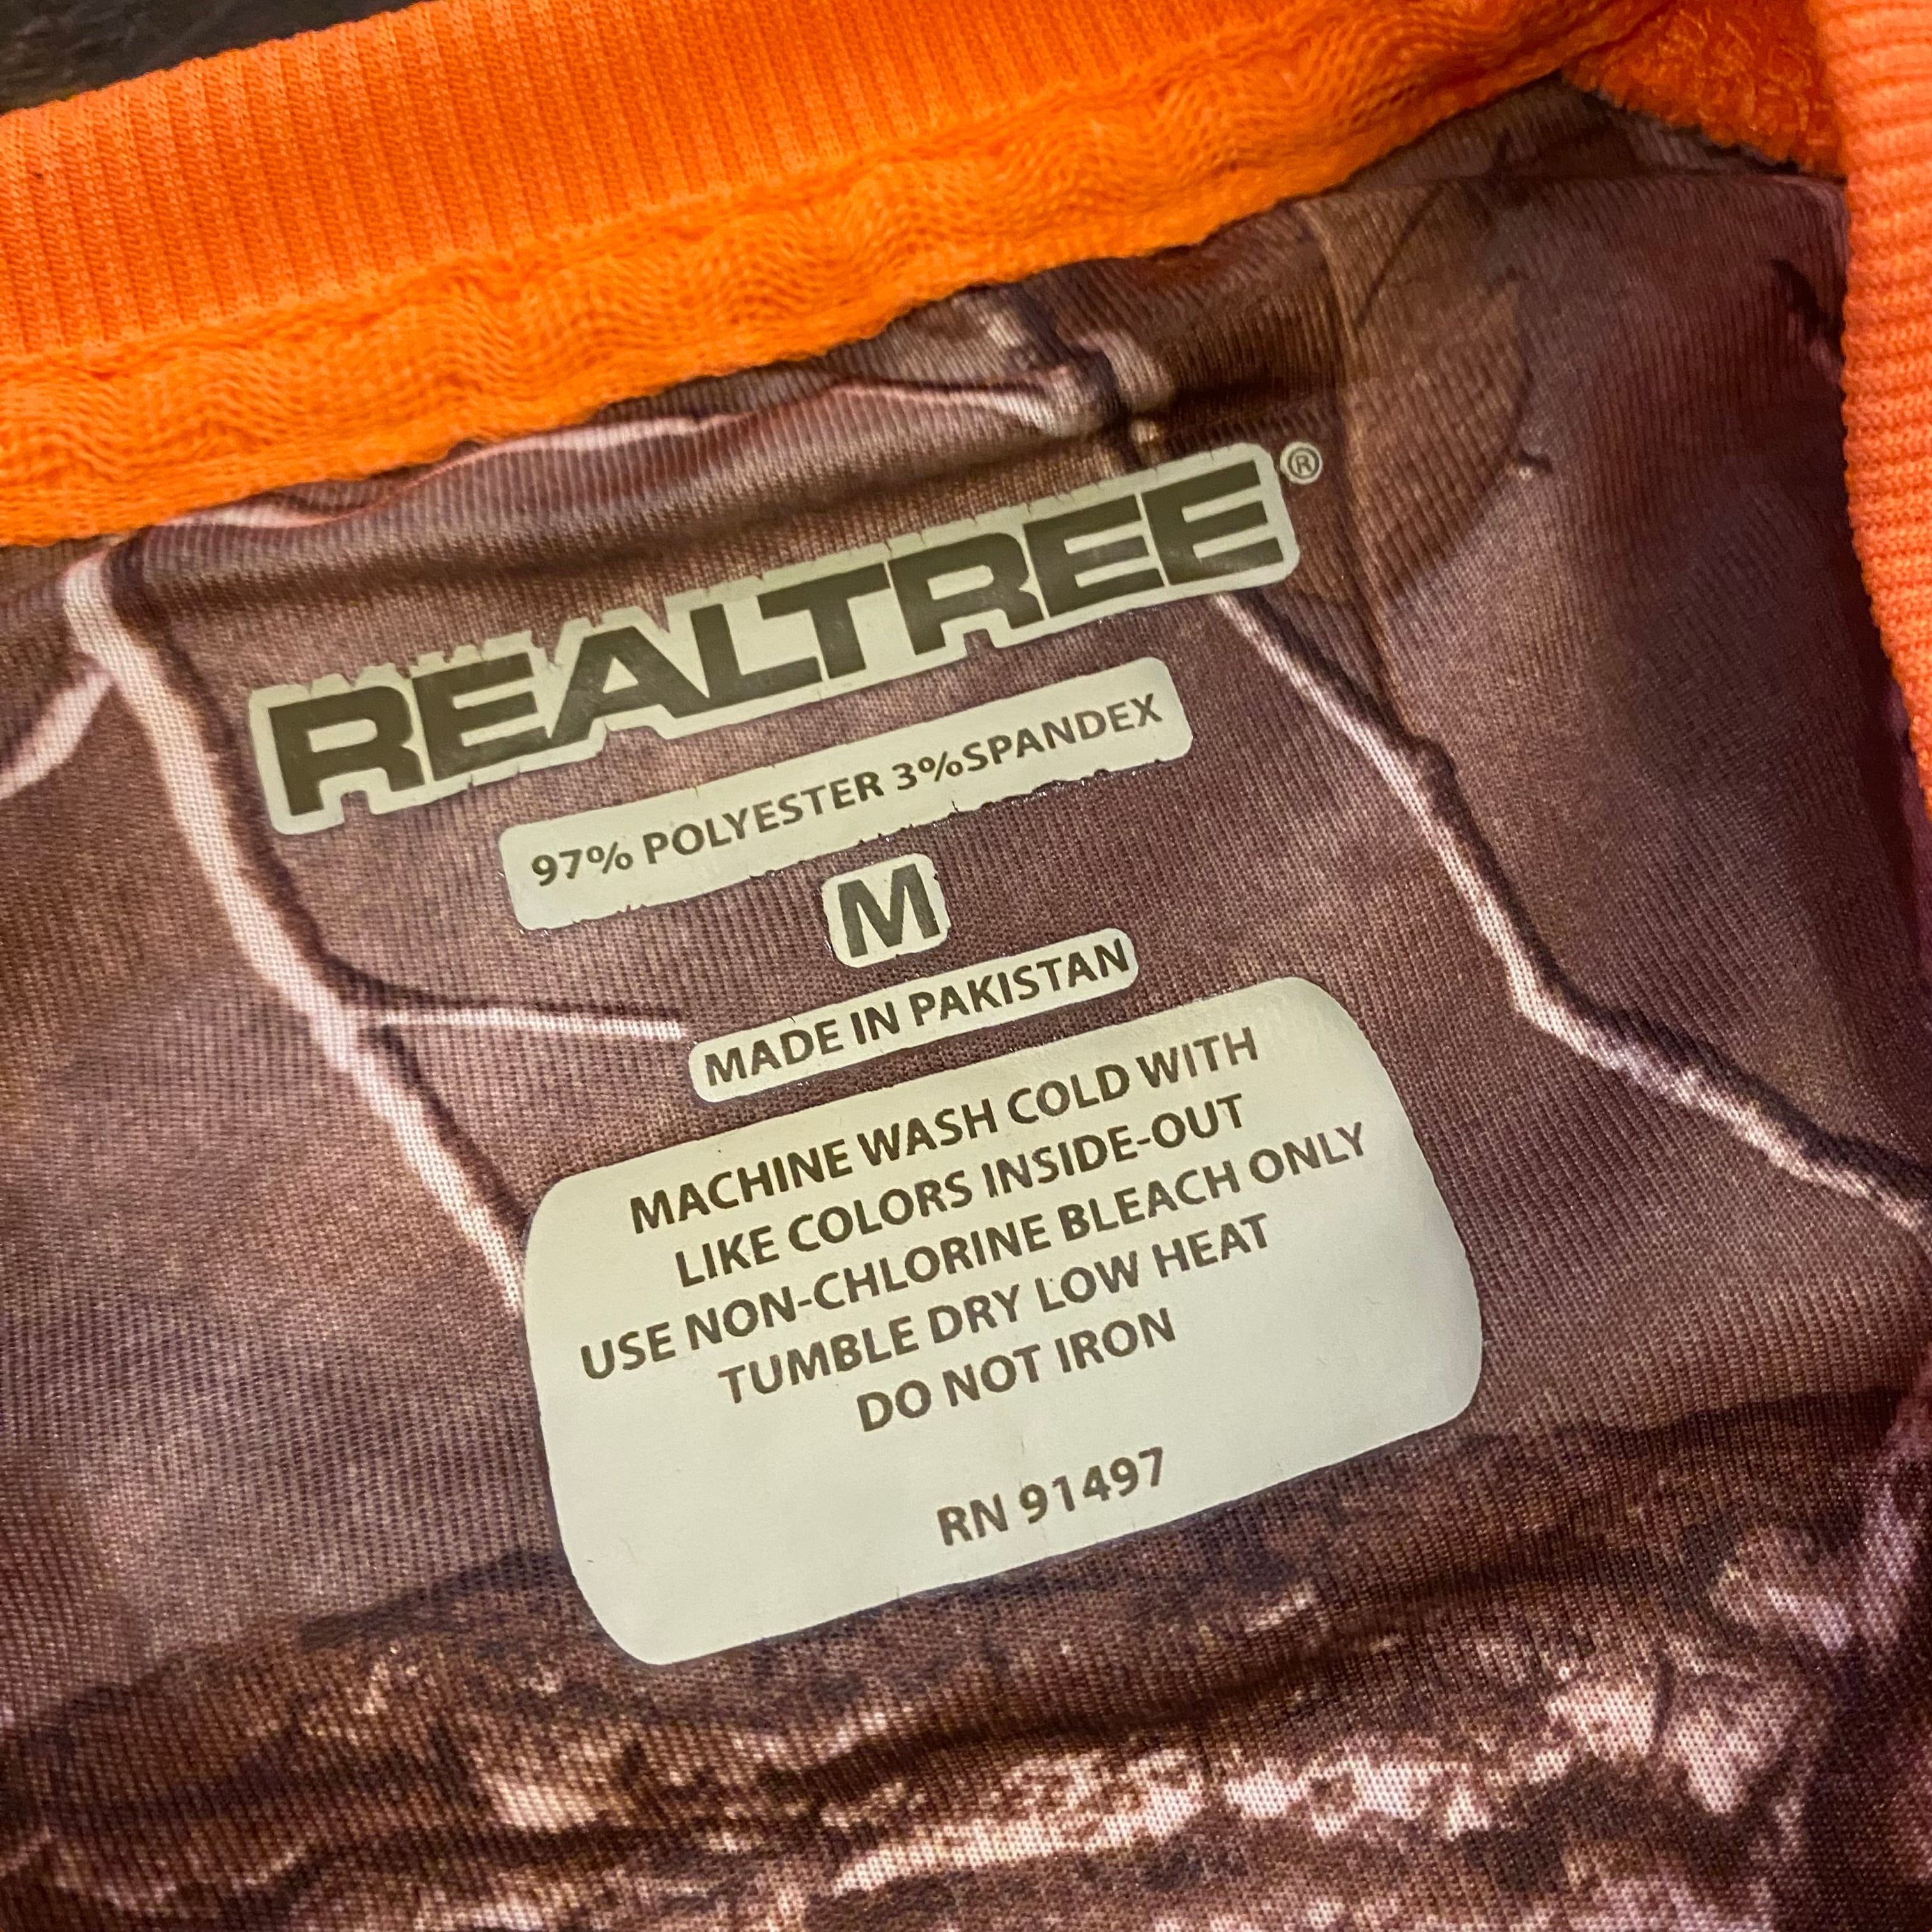 REALTREE®
97% POLYESTER 3%SPANDEX
M
MADE IN PAKISTAN
MACHINE WASH COLD WITH
LIKE COLORS INSIDE-OUT
USE NON-CHLORINE BLEACH ONLY
TUMBLE DRY LOW HEAT
DO NOT IRON
RN 91497